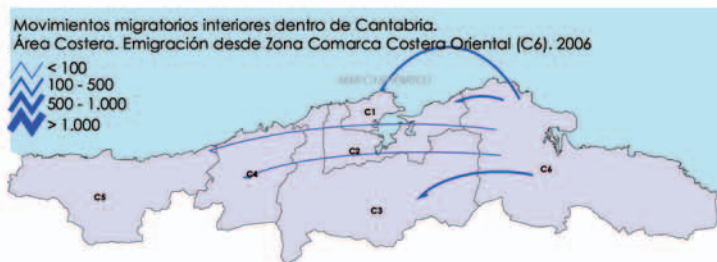 Movimientos migratorios interiores dentro de Cantabria.
Área Costera. Emigración desde Zona Comarca Costera Oriental (C6). 2006
< 100
100 - 500
500 - 1.000
> 1.000
C1
C2
C6
C4
C5
C3